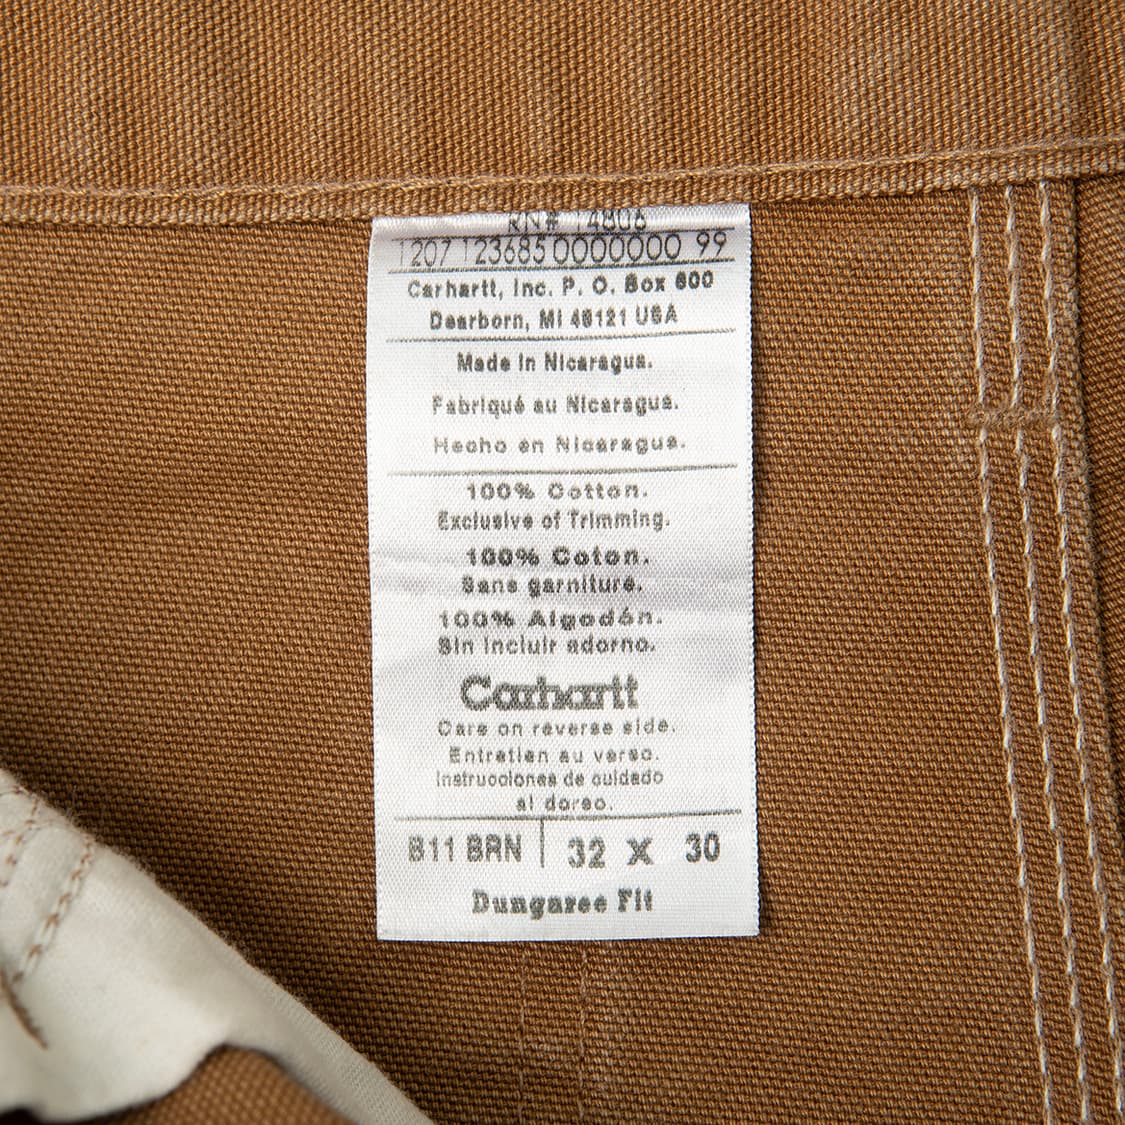 RN# 14806
1207 123685 0000000 99
Carhartt, Inc. P. O. Box 600
Dearborn, MI 48121 USA
Made in Nicaragua.
Fabriqué au Nicaragua.
Hecho en Nicaragua.
100% Cotton.
Exclusive of Trimming.
100% Coton.
Sans garniture.
100% Algodón.
Sin incluir adorno.
Carhartt
Care on reverse side.
Entretien au verso.
Instrucciones de cuidado
al dorso.
B11 BRN 32 X 30
Dungaree Fit